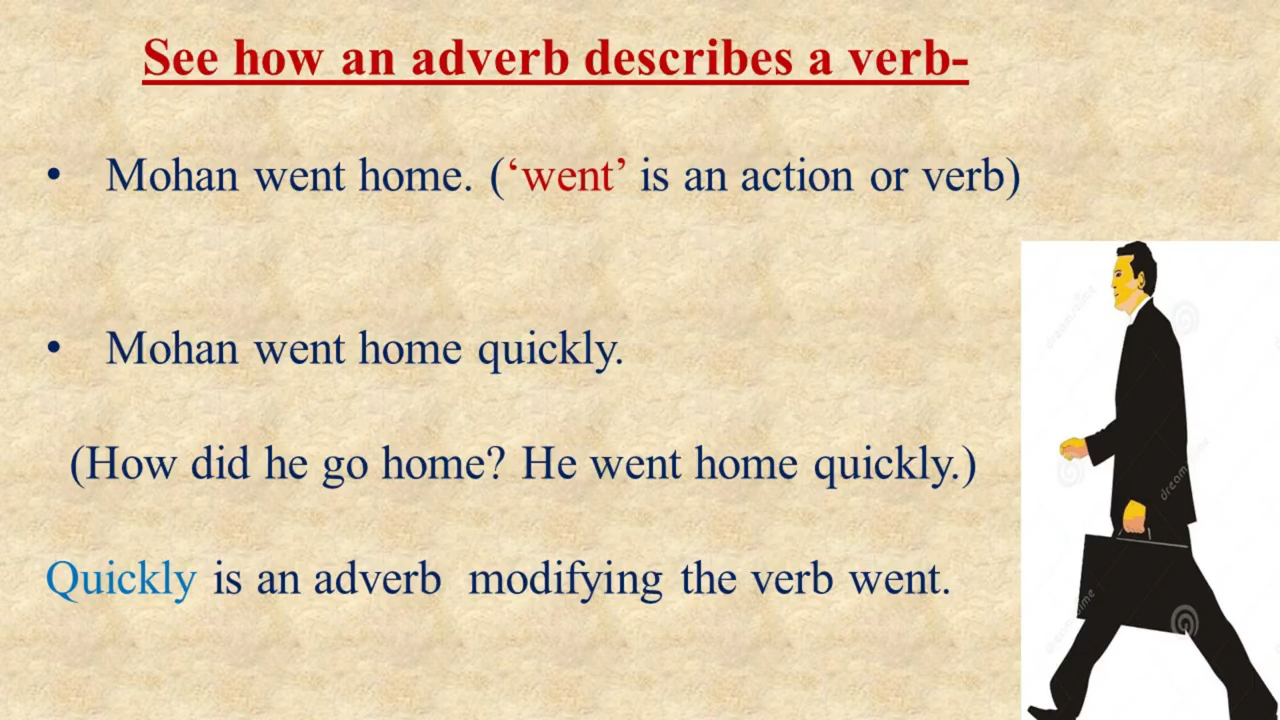 See how an adverb describes a verb-
• Mohan went home. (‘went’ is an action or verb)
• Mohan went home quickly.
(How did he go home? He went home quickly.)
Quickly is an adverb modifying the verb went.